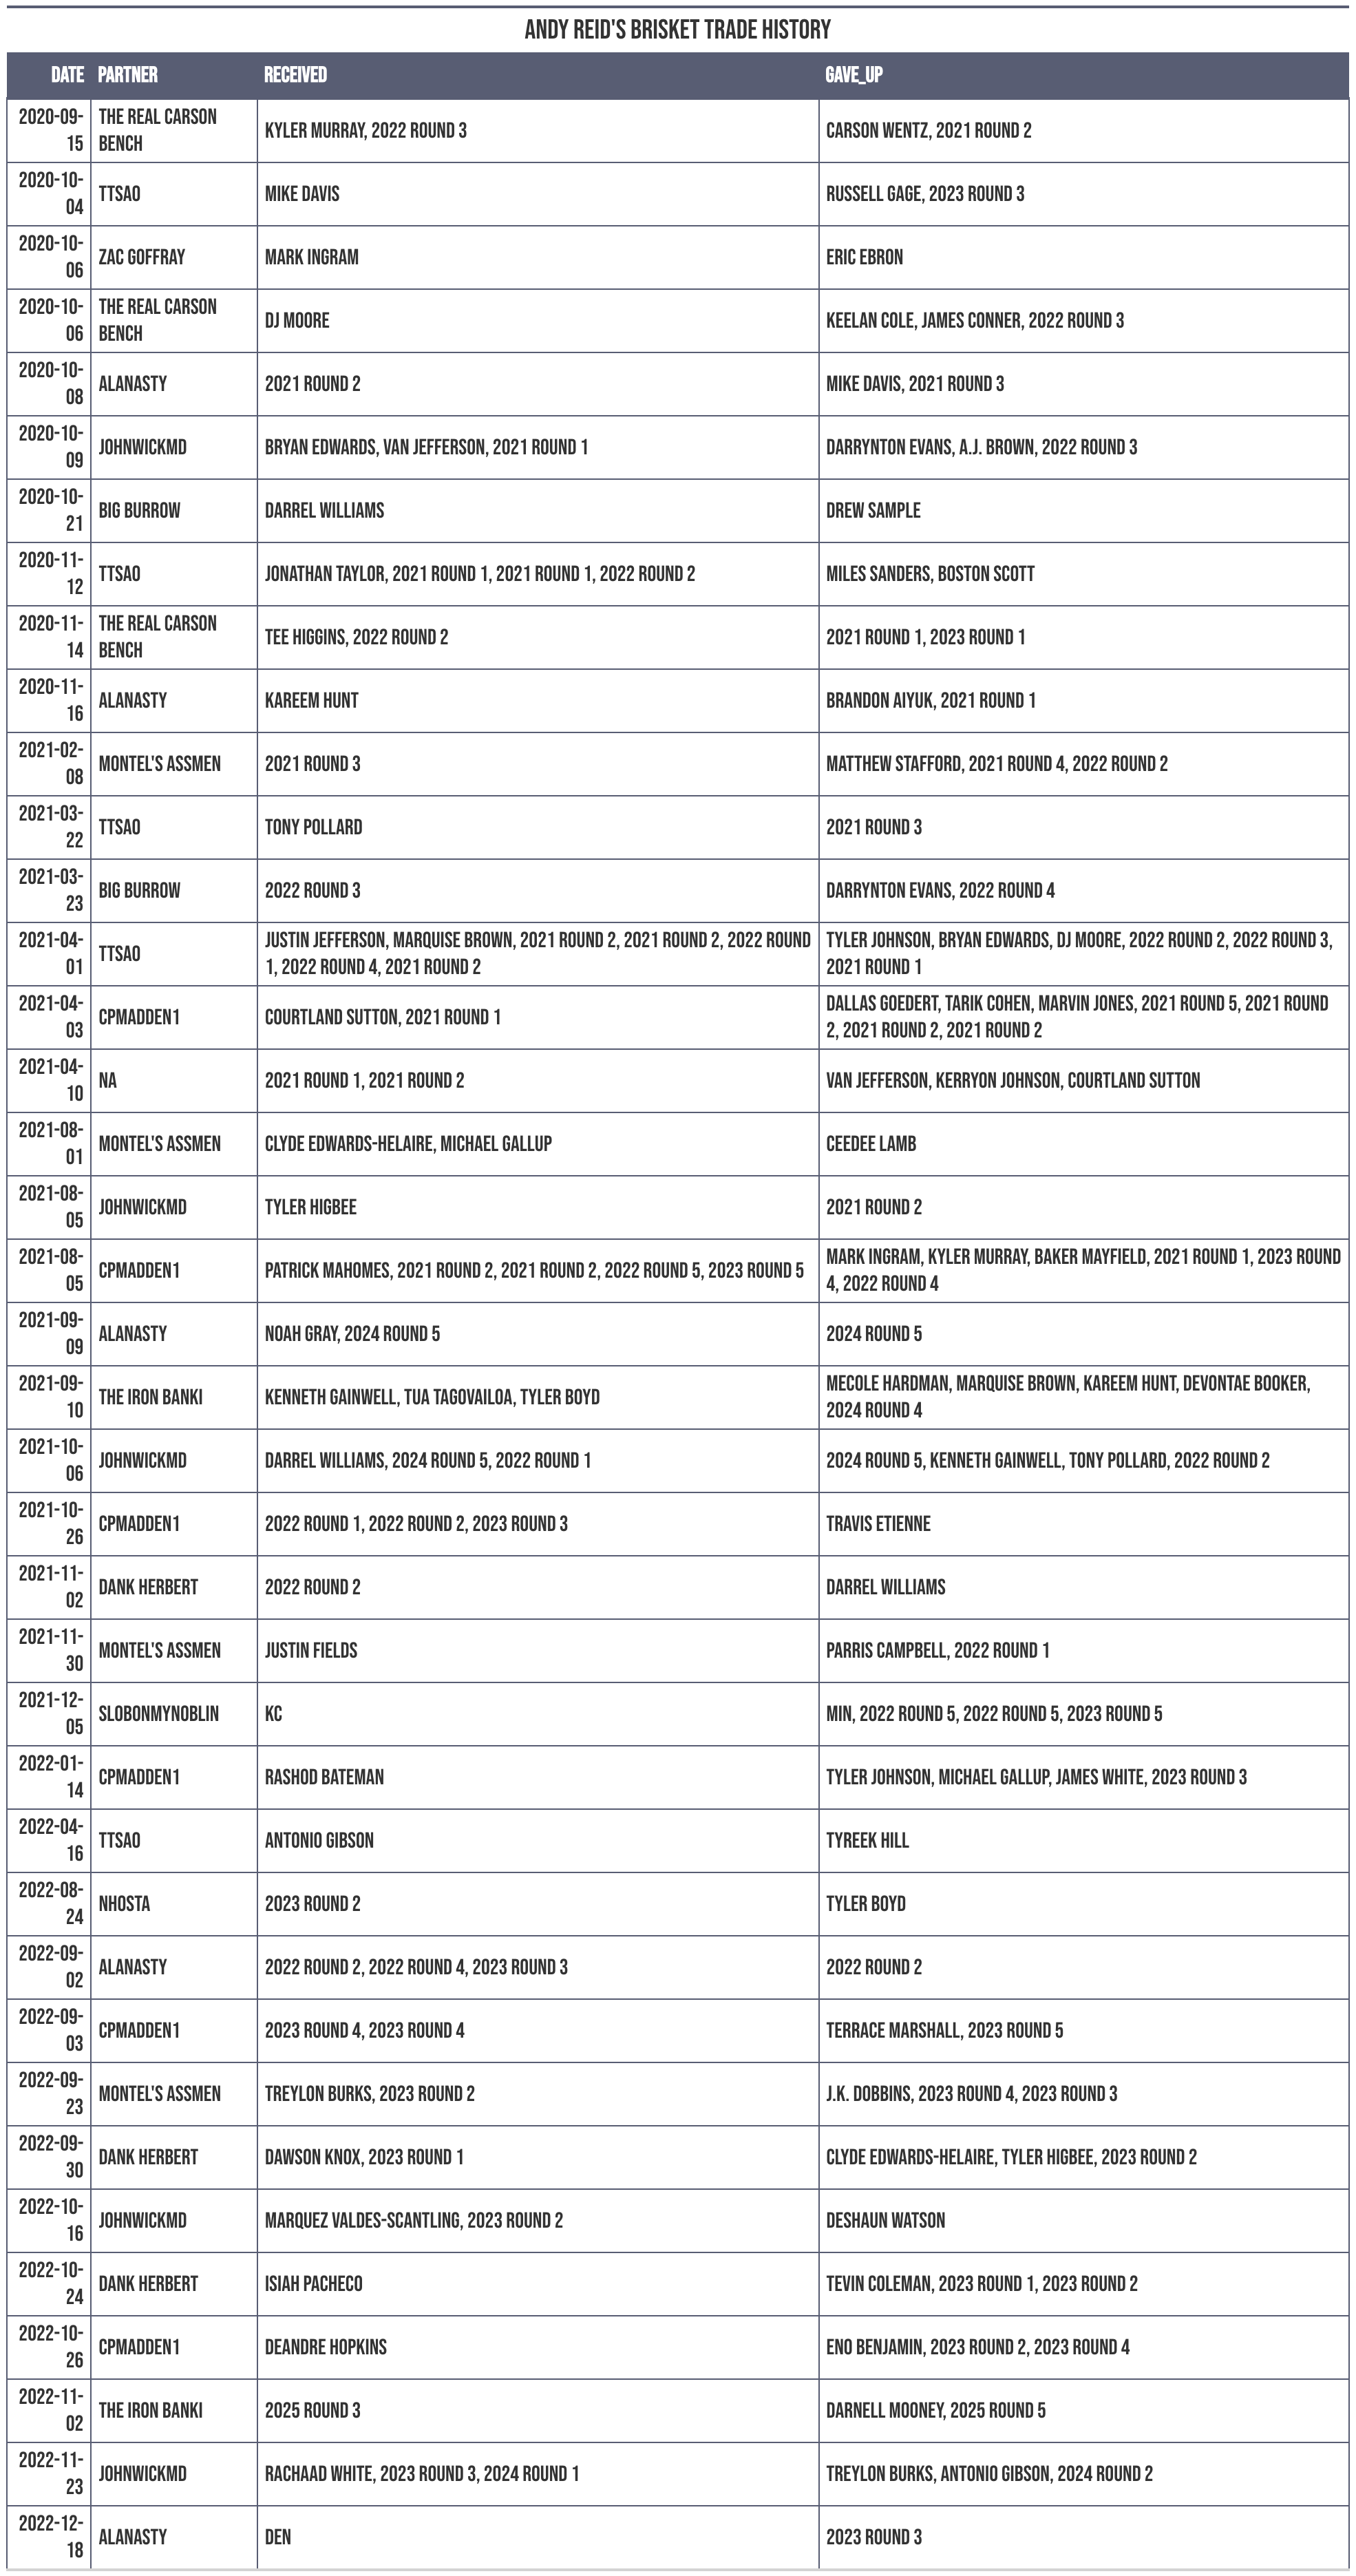 ANDY REID'S BRISKET TRADE HISTORY
DATE PARTNER RECEIVED GAVE_UP
2020-09-15 THE REAL CARSON BENCH KYLER MURRAY, 2022 ROUND 3 CARSON WENTZ, 2021 ROUND 2
2020-10-04 TTSAO MIKE DAVIS RUSSELL GAGE, 2023 ROUND 3
2020-10-06 ZAC GOFFRAY MARK INGRAM ERIC EBRON
2020-10-06 THE REAL CARSON BENCH DJ MOORE KEELAN COLE, JAMES CONNER, 2022 ROUND 3
2020-10-08 ALANASTY 2021 ROUND 2 MIKE DAVIS, 2021 ROUND 3
2020-10-09 JOHNWICKMD BRYAN EDWARDS, VAN JEFFERSON, 2021 ROUND 1 DARRYNTON EVANS, A.J. BROWN, 2022 ROUND 3
2020-10-21 BIG BURROW DARREL WILLIAMS DREW SAMPLE
2020-11-12 TTSAO JONATHAN TAYLOR, 2021 ROUND 1, 2021 ROUND 1, 2022 ROUND 2 MILES SANDERS, BOSTON SCOTT
2020-11-14 THE REAL CARSON BENCH TEE HIGGINS, 2022 ROUND 2 2021 ROUND 1, 2023 ROUND 1
2020-11-16 ALANASTY KAREEM HUNT BRANDON AIYUK, 2021 ROUND 1
2021-02-08 MONTEL'S ASSMEN 2021 ROUND 3 MATTHEW STAFFORD, 2021 ROUND 4, 2022 ROUND 2
2021-03-22 TTSAO TONY POLLARD 2021 ROUND 3
2021-03-23 BIG BURROW 2022 ROUND 3 DARRYNTON EVANS, 2022 ROUND 4
2021-04-01 TTSAO JUSTIN JEFFERSON, MARQUISE BROWN, 2021 ROUND 2, 2021 ROUND 2, 2022 ROUND 1, 2022 ROUND 4, 2021 ROUND 2 TYLER JOHNSON, BRYAN EDWARDS, DJ MOORE, 2022 ROUND 2, 2022 ROUND 3, 2021 ROUND 1
2021-04-03 CPMADDEN1 COURTLAND SUTTON, 2021 ROUND 1 DALLAS GOEDERT, TARIK COHEN, MARVIN JONES, 2021 ROUND 5, 2021 ROUND 2, 2021 ROUND 2, 2021 ROUND 2
2021-04-10 NA 2021 ROUND 1, 2021 ROUND 2 VAN JEFFERSON, KERRYON JOHNSON, COURTLAND SUTTON
2021-08-01 MONTEL'S ASSMEN CLYDE EDWARDS-HELAIRE, MICHAEL GALLUP CEEDEE LAMB
2021-08-05 JOHNWICKMD TYLER HIGBEE 2021 ROUND 2
2021-08-05 CPMADDEN1 PATRICK MAHOMES, 2021 ROUND 2, 2021 ROUND 2, 2022 ROUND 5, 2023 ROUND 5 MARK INGRAM, KYLER MURRAY, BAKER MAYFIELD, 2021 ROUND 1, 2023 ROUND 4, 2022 ROUND 4
2021-09-09 ALANASTY NOAH GRAY, 2024 ROUND 5 2024 ROUND 5
2021-09-10 THE IRON BANKI KENNETH GAINWELL, TUA TAGOVAILOA, TYLER BOYD MECOLE HARDMAN, MARQUISE BROWN, KAREEM HUNT, DEVONTAE BOOKER, 2024 ROUND 4
2021-10-06 JOHNWICKMD DARREL WILLIAMS, 2024 ROUND 5, 2022 ROUND 1 2024 ROUND 5, KENNETH GAINWELL, TONY POLLARD, 2022 ROUND 2
2021-10-26 CPMADDEN1 2022 ROUND 1, 2022 ROUND 2, 2023 ROUND 3 TRAVIS ETIENNE
2021-11-02 DANK HERBERT 2022 ROUND 2 DARREL WILLIAMS
2021-11-30 MONTEL'S ASSMEN JUSTIN FIELDS PARRIS CAMPBELL, 2022 ROUND 1
2021-12-05 SLOBONMYNOBLIN KC MIN, 2022 ROUND 5, 2022 ROUND 5, 2023 ROUND 5
2022-01-14 CPMADDEN1 RASHOD BATEMAN TYLER JOHNSON, MICHAEL GALLUP, JAMES WHITE, 2023 ROUND 3
2022-04-16 TTSAO ANTONIO GIBSON TYREEK HILL
2022-08-24 NHOSTA 2023 ROUND 2 TYLER BOYD
2022-09-02 ALANASTY 2022 ROUND 2, 2022 ROUND 4, 2023 ROUND 3 2022 ROUND 2
2022-09-03 CPMADDEN1 2023 ROUND 4, 2023 ROUND 4 TERRACE MARSHALL, 2023 ROUND 5
2022-09-23 MONTEL'S ASSMEN TREYLON BURKS, 2023 ROUND 2 J.K. DOBBINS, 2023 ROUND 4, 2023 ROUND 3
2022-09-30 DANK HERBERT DAWSON KNOX, 2023 ROUND 1 CLYDE EDWARDS-HELAIRE, TYLER HIGBEE, 2023 ROUND 2
2022-10-16 JOHNWICKMD MARQUEZ VALDES-SCANTLING, 2023 ROUND 2 DESHAUN WATSON
2022-10-24 DANK HERBERT ISIAH PACHECO TEVIN COLEMAN, 2023 ROUND 1, 2023 ROUND 2
2022-10-26 CPMADDEN1 DEANDRE HOPKINS ENO BENJAMIN, 2023 ROUND 2, 2023 ROUND 4
2022-11-02 THE IRON BANKI 2025 ROUND 3 DARNELL MOONEY, 2025 ROUND 5
2022-11-23 JOHNWICKMD RACHAAD WHITE, 2023 ROUND 3, 2024 ROUND 1 TREYLON BURKS, ANTONIO GIBSON, 2024 ROUND 2
2022-12-18 ALANASTY DEN 2023 ROUND 3